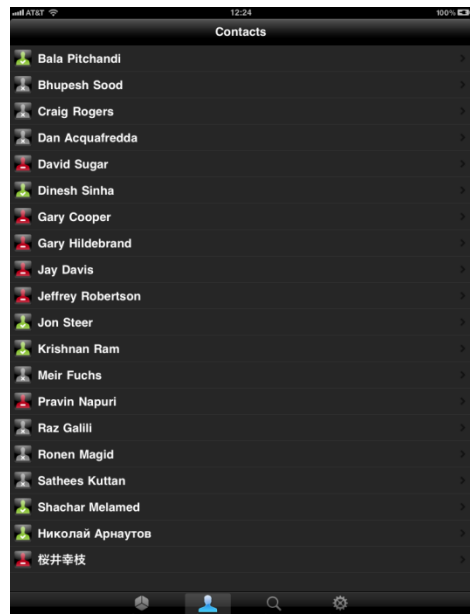 AT&T 12:24 100%
Contacts
Bala Pitchandi
Bhupesh Sood
Craig Rogers
Dan Acquafredda
David Sugar
Dinesh Sinha
Gary Cooper
Gary Hildebrand
Jay Davis
Jeffrey Robertson
Jon Steer
Krishnan Ram
Meir Fuchs
Pravin Napuri
Raz Galili
Ronen Magid
Sathees Kuttan
Shachar Melamed
Николай Арнаутов
桜井幸枝